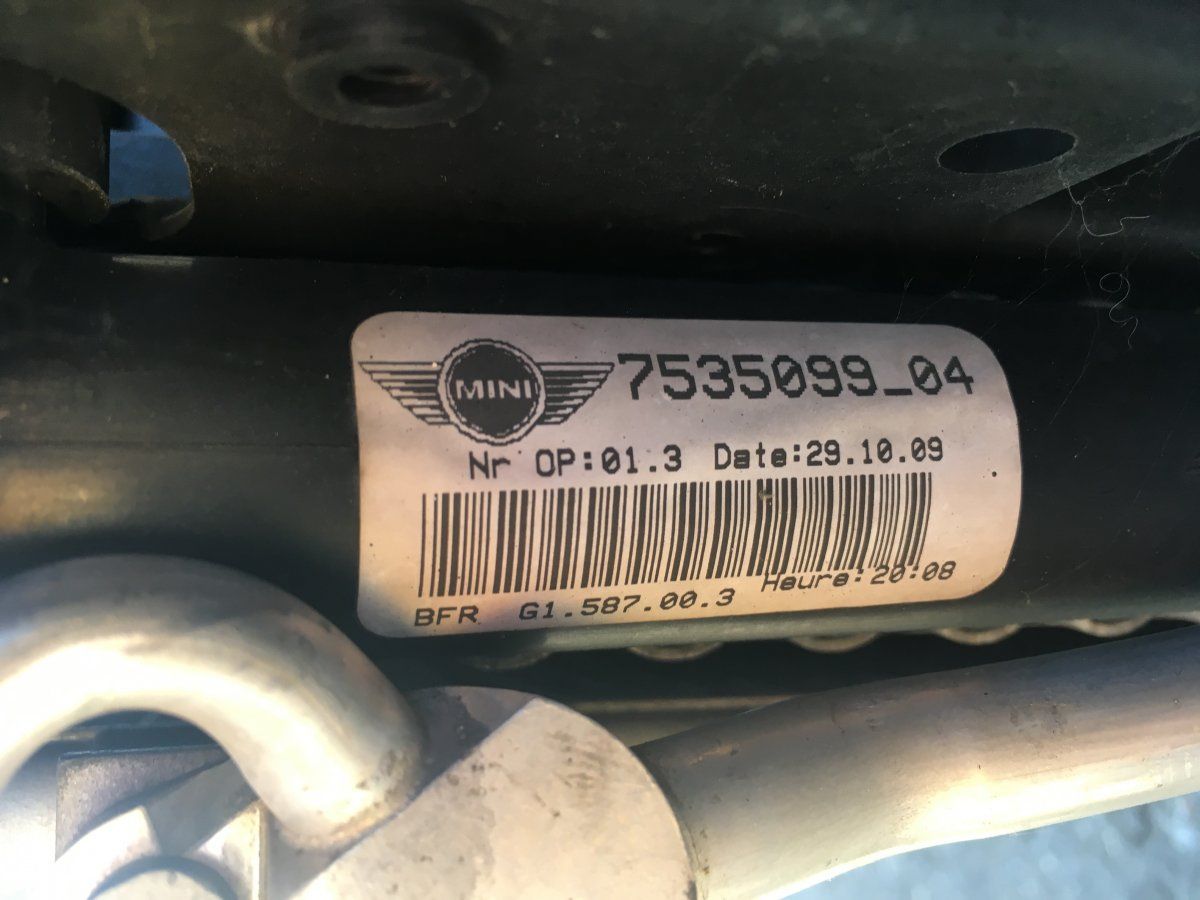 MINI 7535099_04
Nr OP:01.3 Date:29.10.09
Heure:20:08
BFR G1.587.00.3